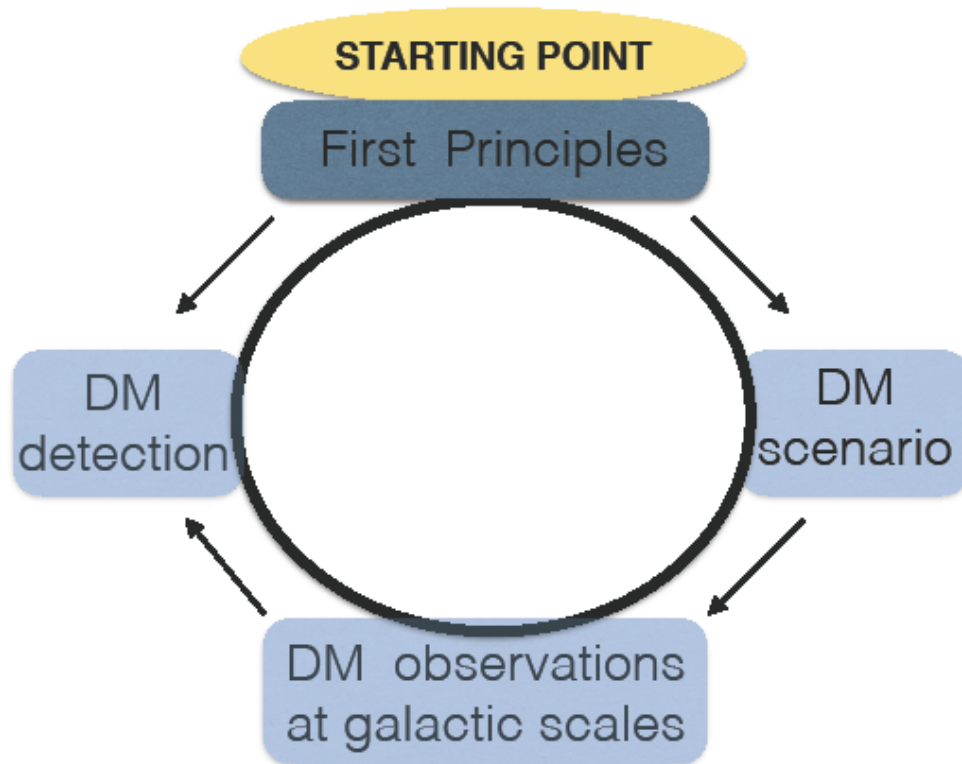 STARTING POINT
First Principles
DM
detection
DM
scenario
DM observations
at galactic scales